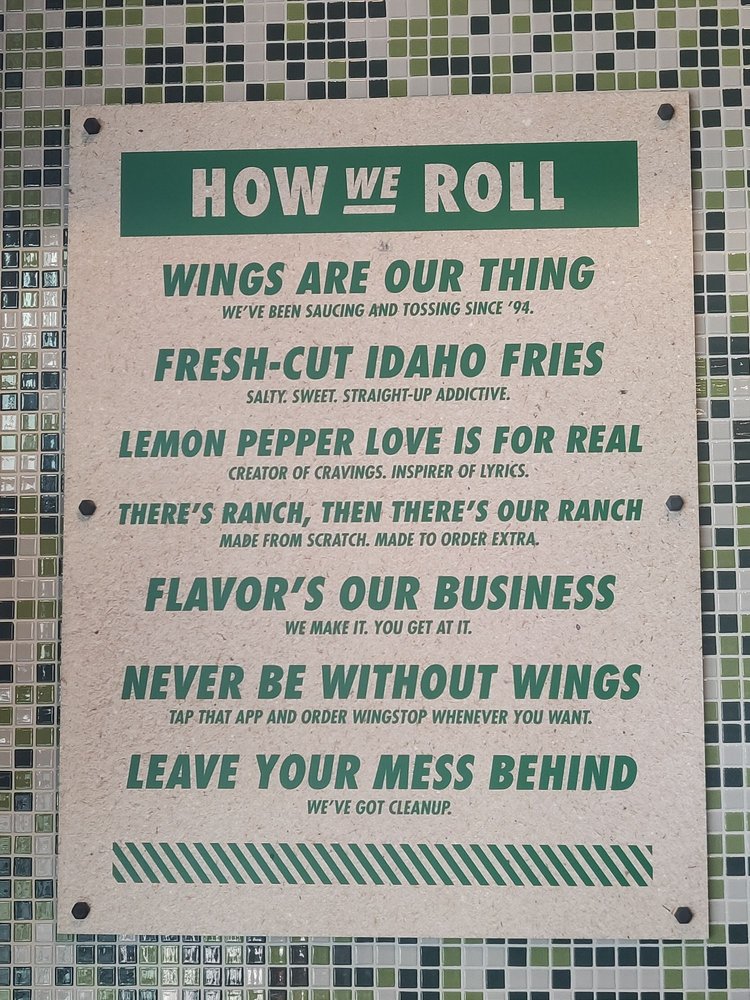 HOW WE ROLL
WINGS ARE OUR THING
WE'VE BEEN SAUCING AND TOSSING SINCE '94.
FRESH-CUT IDAHO FRIES
SALTY. SWEET. STRAIGHT-UP ADDICTIVE.
LEMON PEPPER LOVE IS FOR REAL
CREATOR OF CRAVINGS. INSPIRER OF LYRICS.
THERE'S RANCH, THEN THERE'S OUR RANCH
MADE FROM SCRATCH. MADE TO ORDER EXTRA.
FLAVOR'S OUR BUSINESS
WE MAKE IT. YOU GET AT IT.
NEVER BE WITHOUT WINGS
TAP THAT APP AND ORDER WINGSTOP WHENEVER YOU WANT.
LEAVE YOUR MESS BEHIND
WE'VE GOT CLEANUP.